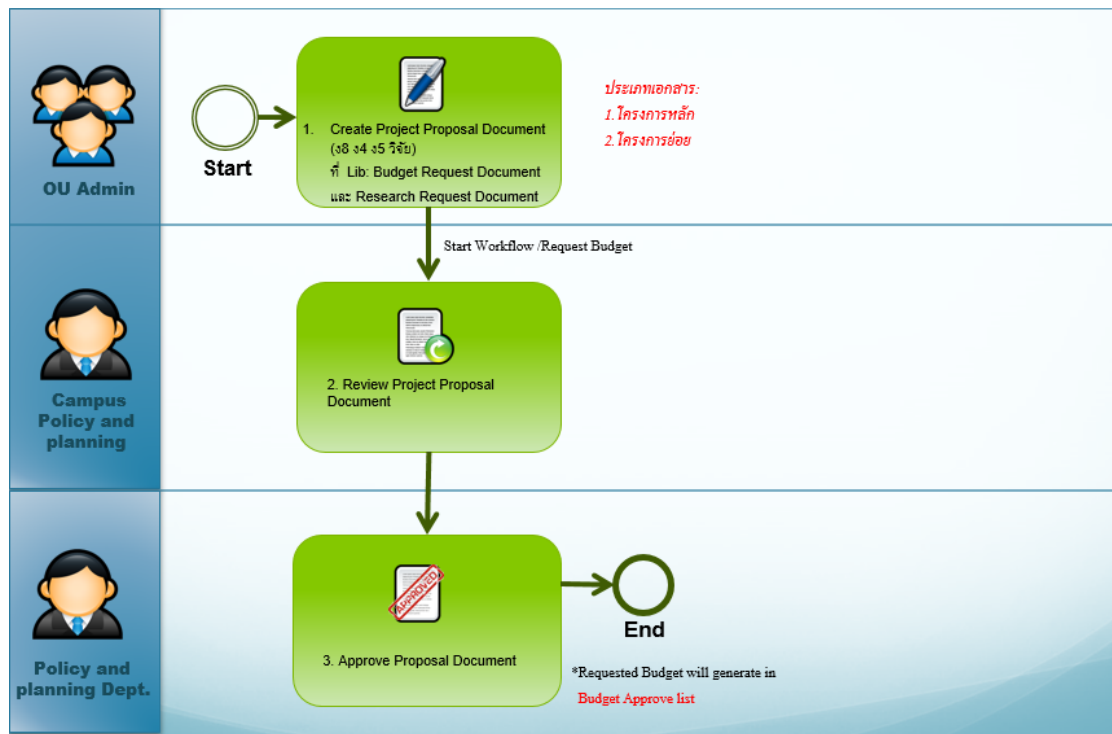 OU Admin
Start
1. Create Project Proposal Document
(ง8 ง4 ง5 วิจัย)
ที่ Lib: Budget Request Document
และ Research Request Document
ประเภทเอกสาร:
1.โครงการหลัก
2.โครงการย่อย
Start Workflow /Request Budget
Campus
Policy and
planning
2. Review Project Proposal
Document
Policy and
planning Dept.
APPROVED
3. Approve Proposal Document
End
*Requested Budget will generate in
Budget Approve list